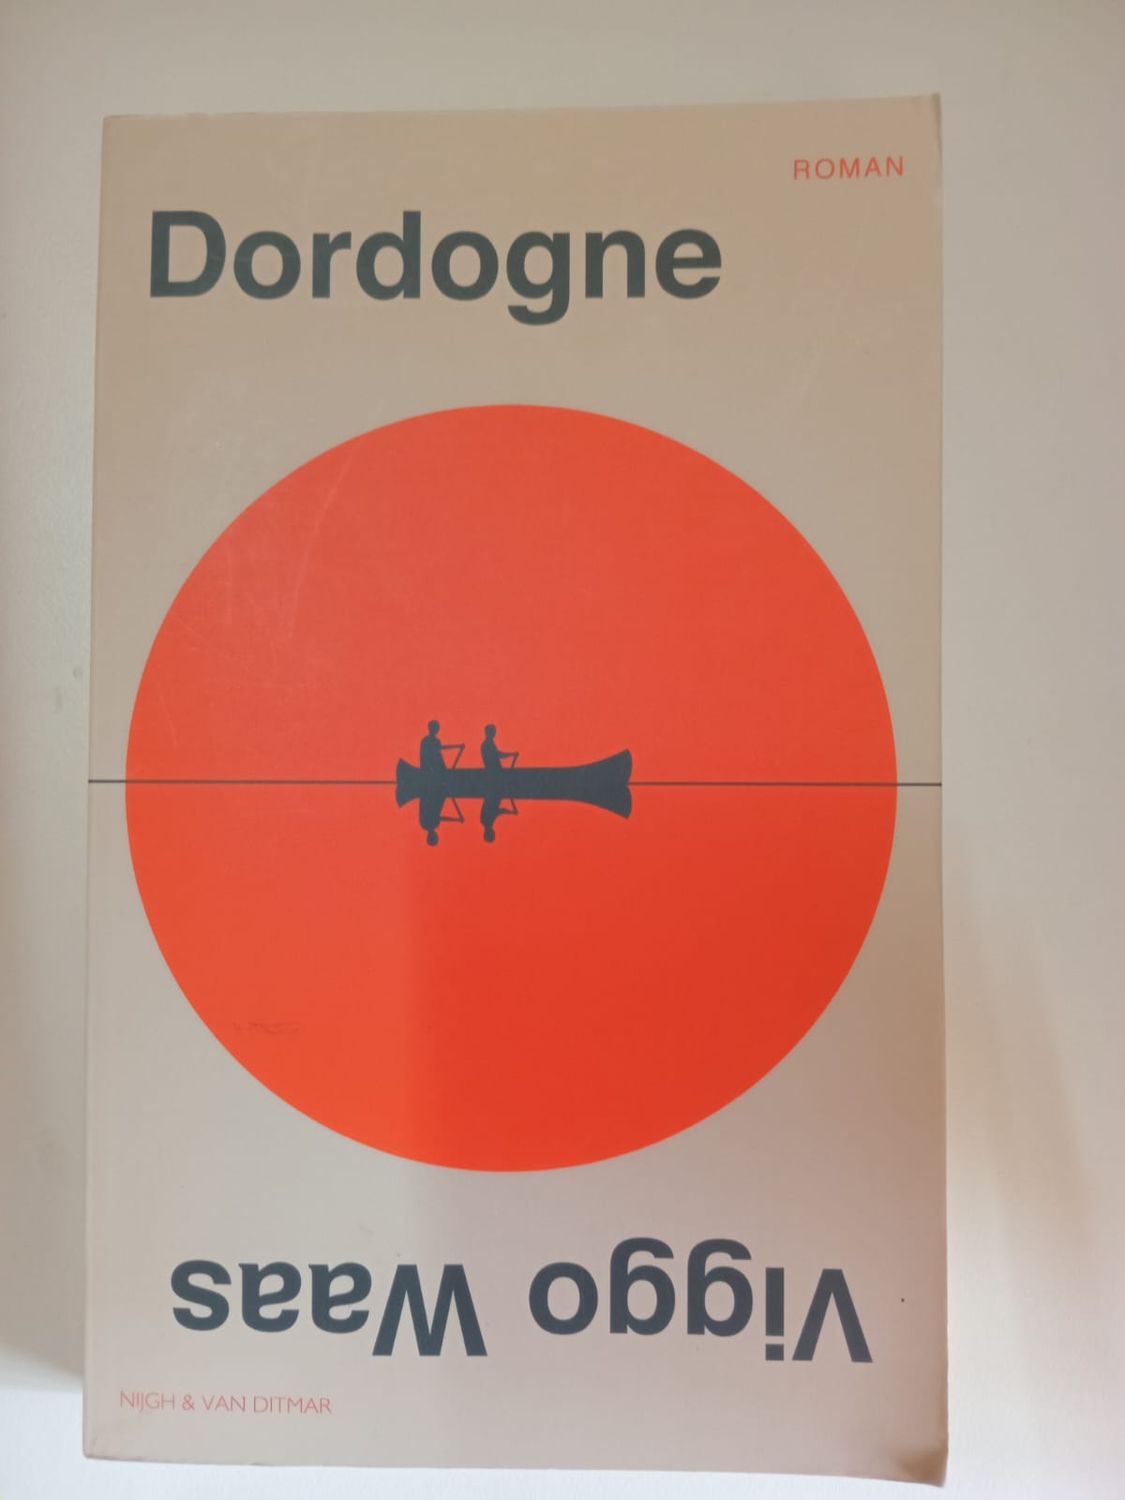 ROMAN
Dordogne
Viggo Waas
NIJGH & VAN DITMAR